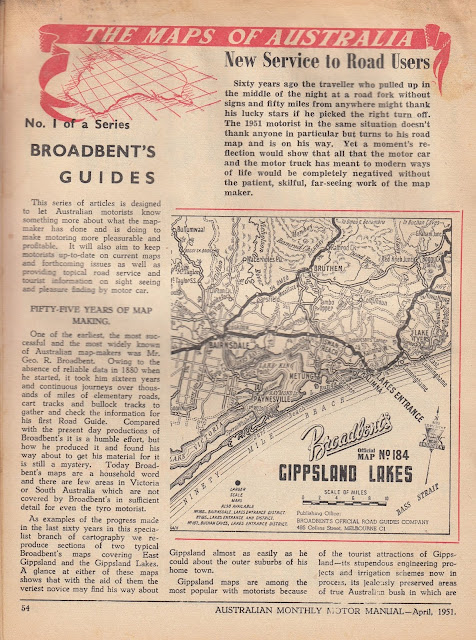 THE MAPS OF AUSTRALIA
New Service to Road Users
Sixty years ago the traveller who pulled up in
the middle of the night at a road fork without
signs and fifty miles from anywhere might thank
his lucky stars if he picked the right turn off.
The 1951 motorist in the same situation doesn't
thank anyone in particular but turns to his road
map and is on his way. Yet a moment's re-
flection would show that all that the motor car
and the motor truck has meant to modern ways
of life would be completely negatived without
the patient, skilful, far-seeing work of the map
maker.
No. 1 of a Series
BROADBENT'S
GUIDES
This series of articles is designed
to let Australian motorists know
something more about what the map-
maker has done and is doing to
make motoring more pleasurable and
profitable. It will also aim to keep
motorists up-to-date on current maps
and forthcoming issues as well as
providing topical road service and
tourist information on sight seeing
and pleasure finding by motor car.
FIFTY-FIVE YEARS OF MAP
MAKING.
One of the earliest, the most suc-
cessful and the most widely known
of Australian map-makers was Mr.
Geo. R. Broadbent. Owing to the
absence of reliable data in 1880 when
he started, it took him sixteen years
and continuous journeys over thous-
ands of miles of elementary roads,
cart tracks and bullock tracks to
gather and check the information for
his first Road Guide. Compared
with the present day productions of
Broadbent's it is a humble effort, but
how he produced it and found his
way about to get his material for it
is still a mystery. Today Broad-
bent's maps are a household word
and there are few areas in Victoria
or South Australia which are not
covered by Broadbent's in sufficient
detail for even the tyro motorist.
As examples of the progress made
in the last sixty years in this specia-
list branch of cartography we re-
produce sections of two typical
Broadbent's maps covering East
Gippsland and the Gippsland Lakes.
A glance at either of these maps
shows that with the aid of them the
veriest novice may find his way about
BRUTHEN
BAIRNSDALE
METUNG
PAYNESVILLE
LAKES ENTRANCE
NINETY MILE BEACH
BASS STRAIT
Broadbent's
Official
MAP No 184
GIPPSLAND LAKES
SCALE OF MILES
Publishing Office:
BROADBENT'S OFFICIAL ROAD GUIDES COMPANY
485 Collins Street, MELBOURNE C1
FOR
LARGER
SCALE
MAPS
ALSO AVAILABLE
Gippsland almost as easily as he
could about the outer suburbs of his
home town.
Gippsland maps are among the
most popular with motorists because
of the tourist attractions of Gipps-
land—its stupendous engineering pro-
jects and irrigation schemes now in
process, its jealously preserved areas
of true Australian bush in which are
54
AUSTRALIAN MONTHLY MOTOR MANUAL—April, 1951.